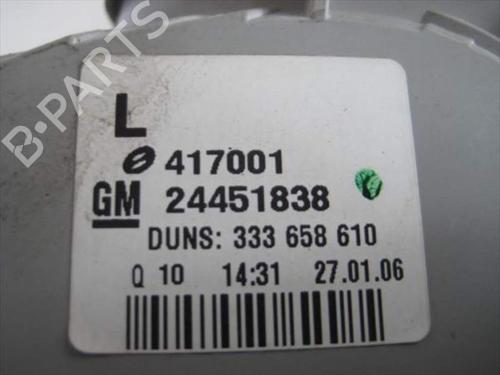 L
417001
GM 24451838
DUNS: 333 658 610
Q 10 14:31 27.01.06
B-PARTS